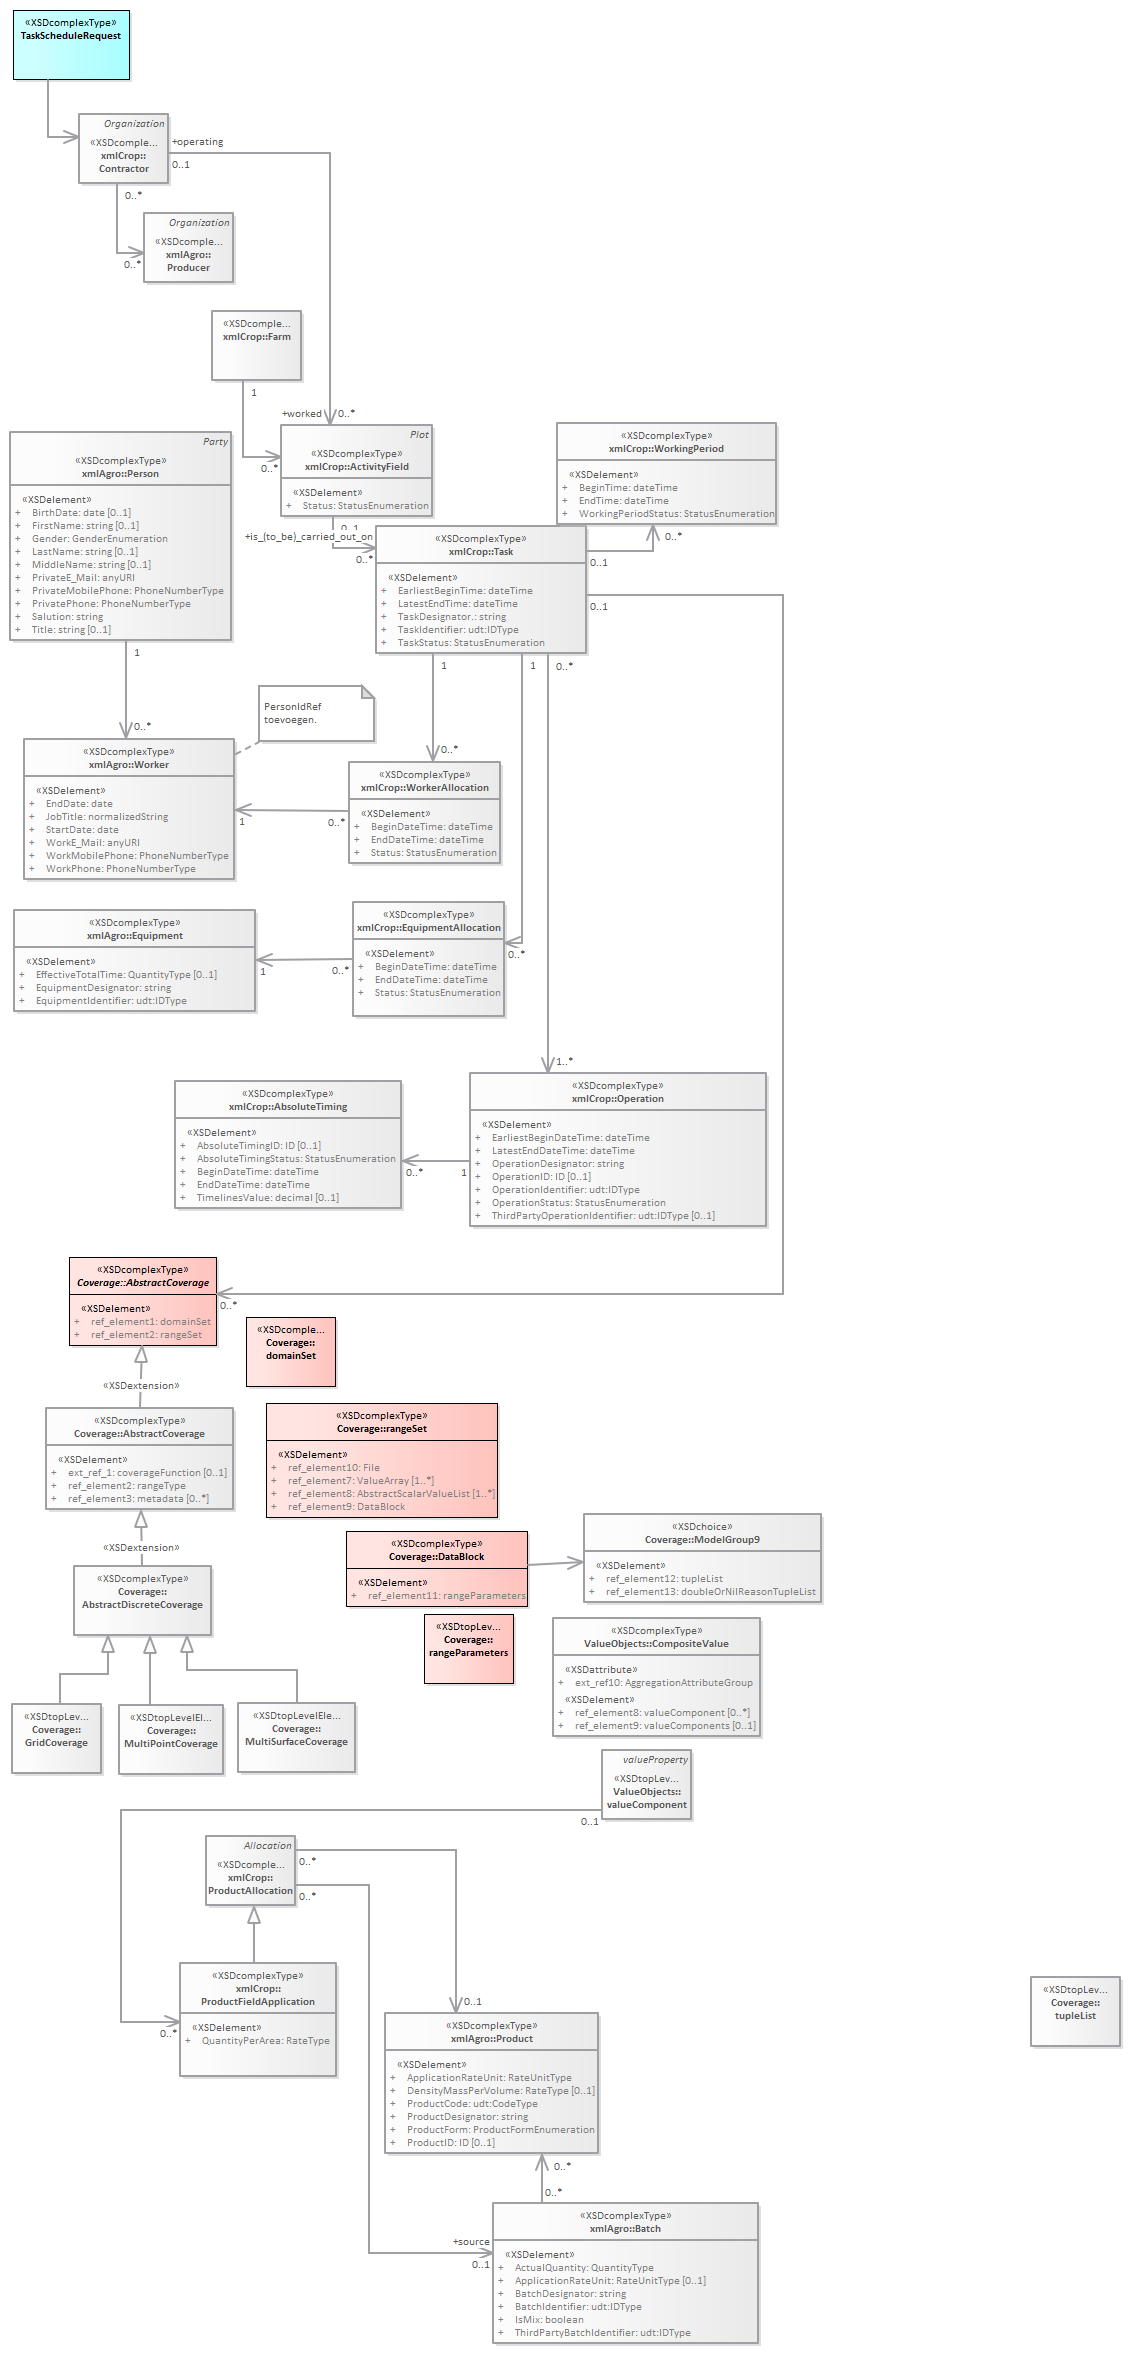 «XSDcomplexType»
TaskScheduleRequest
Organization
«XSDcomple...
xmlCrop::
Contractor
+operating
0..1
0..*
Organization
«XSDcomple...
xmlAgro::
Producer
0..*
«XSDcomple...
xmlCrop::Farm
1
+worked
0..*
0..*
Plot
«XSDcomplexType»
xmlCrop::ActivityField
«XSDelement»
+ Status: StatusEnumeration
0..1
+is_(to_be)_carried_out_on
0..*
«XSDcomplexType»
xmlCrop::WorkingPeriod
«XSDelement»
+ BeginTime: dateTime
+ EndTime: dateTime
+ WorkingPeriodStatus: StatusEnumeration
0..*
0..1
Party
«XSDcomplexType»
xmlAgro::Person
«XSDelement»
+ BirthDate: date [0..1]
+ FirstName: string [0..1]
+ Gender: GenderEnumeration
+ LastName: string [0..1]
+ MiddleName: string [0..1]
+ PrivateE_Mail: anyURI
+ PrivateMobilePhone: PhoneNumberType
+ PrivatePhone: PhoneNumberType
+ Salution: string
+ Title: string [0..1]
1
0..*
«XSDcomplexType»
xmlCrop::Task
«XSDelement»
+ EarliestBeginTime: dateTime
+ LatestEndTime: dateTime
+ TaskDesignator.: string
+ TaskIdentifier: udt:IDType
+ TaskStatus: StatusEnumeration
0..1
1
1
0..*
PersonIdRef
toevoegen.
«XSDcomplexType»
xmlAgro::Worker
«XSDelement»
+ EndDate: date
+ JobTitle: normalizedString
+ StartDate: date
+ WorkE_Mail: anyURI
+ WorkMobilePhone: PhoneNumberType
+ WorkPhone: PhoneNumberType
1
0..*
0..*
«XSDcomplexType»
xmlCrop::WorkerAllocation
«XSDelement»
+ BeginDateTime: dateTime
+ EndDateTime: dateTime
+ Status: StatusEnumeration
«XSDcomplexType»
xmlAgro::Equipment
«XSDelement»
+ EffectiveTotalTime: QuantityType [0..1]
+ EquipmentDesignator: string
+ EquipmentIdentifier: udt:IDType
1
0..*
«XSDcomplexType»
xmlCrop::EquipmentAllocation
«XSDelement»
+ BeginDateTime: dateTime
+ EndDateTime: dateTime
+ Status: StatusEnumeration
0..*
1..*
«XSDcomplexType»
xmlCrop::AbsoluteTiming
«XSDelement»
+ AbsoluteTimingID: ID [0..1]
+ AbsoluteTimingStatus: StatusEnumeration
+ BeginDateTime: dateTime
+ EndDateTime: dateTime
+ TimelinesValue: decimal [0..1]
0..*
1
«XSDcomplexType»
xmlCrop::Operation
«XSDelement»
+ EarliestBeginDateTime: dateTime
+ LatestEndDateTime: dateTime
+ OperationDesignator: string
+ OperationID: ID [0..1]
+ OperationIdentifier: udt:IDType
+ OperationStatus: StatusEnumeration
+ ThirdPartyOperationIdentifier: udt:IDType [0..1]
«XSDcomplexType»
Coverage::AbstractCoverage
«XSDelement»
+ ref_element1: domainSet
+ ref_element2: rangeSet
0..*
«XSDcomple...
Coverage::
domainSet
«XSDextension»
«XSDcomplexType»
Coverage::AbstractCoverage
«XSDelement»
+ ext_ref_1: coverageFunction [0..1]
+ ref_element2: rangeType
+ ref_element3: metadata [0..*]
«XSDcomplexType»
Coverage::rangeSet
«XSDelement»
+ ref_element10: File
+ ref_element7: ValueArray [1..*]
+ ref_element8: AbstractScalarValueList [1..*]
+ ref_element9: DataBlock
«XSDextension»
«XSDcomplexType»
Coverage::
AbstractDiscreteCoverage
«XSDcomplexType»
Coverage::DataBlock
«XSDelement»
+ ref_element11: rangeParameters
«XSDchoice»
Coverage::ModelGroup9
«XSDelement»
+ ref_element12: tupleList
+ ref_element13: doubleOrNilReasonTupleList
«XSDtopLev...
Coverage::
rangeParameters
«XSDcomplexType»
ValueObjects::CompositeValue
«XSDattribute»
+ ext_ref10: AggregationAttributeGroup
«XSDelement»
+ ref_element8: valueComponent [0..*]
+ ref_element9: valueComponents [0..1]
«XSDtopLev...
Coverage::
GridCoverage
«XSDtopLevelEl...
Coverage::
MultiPointCoverage
«XSDtopLevelEle...
Coverage::
MultiSurfaceCoverage
valueProperty
«XSDtopLev...
ValueObjects::
valueComponent
0..1
Allocation
«XSDcomple...
xmlCrop::
ProductAllocation
0..*
0..*
«XSDcomplexType»
xmlCrop::
ProductFieldApplication
«XSDelement»
+ QuantityPerArea: RateType
0..*
0..1
«XSDtopLev...
Coverage::
tupleList
«XSDcomplexType»
xmlAgro::Product
«XSDelement»
+ ApplicationRateUnit: RateUnitType
+ DensityMassPerVolume: RateType [0..1]
+ ProductCode: udt:CodeType
+ ProductDesignator: string
+ ProductForm: ProductFormEnumeration
+ ProductID: ID [0..1]
0..*
0..*
+source
0..1
«XSDcomplexType»
xmlAgro::Batch
«XSDelement»
+ ActualQuantity: QuantityType
+ ApplicationRateUnit: RateUnitType [0..1]
+ BatchDesignator: string
+ BatchIdentifier: udt:IDType
+ IsMix: boolean
+ ThirdPartyBatchIdentifier: udt:IDType